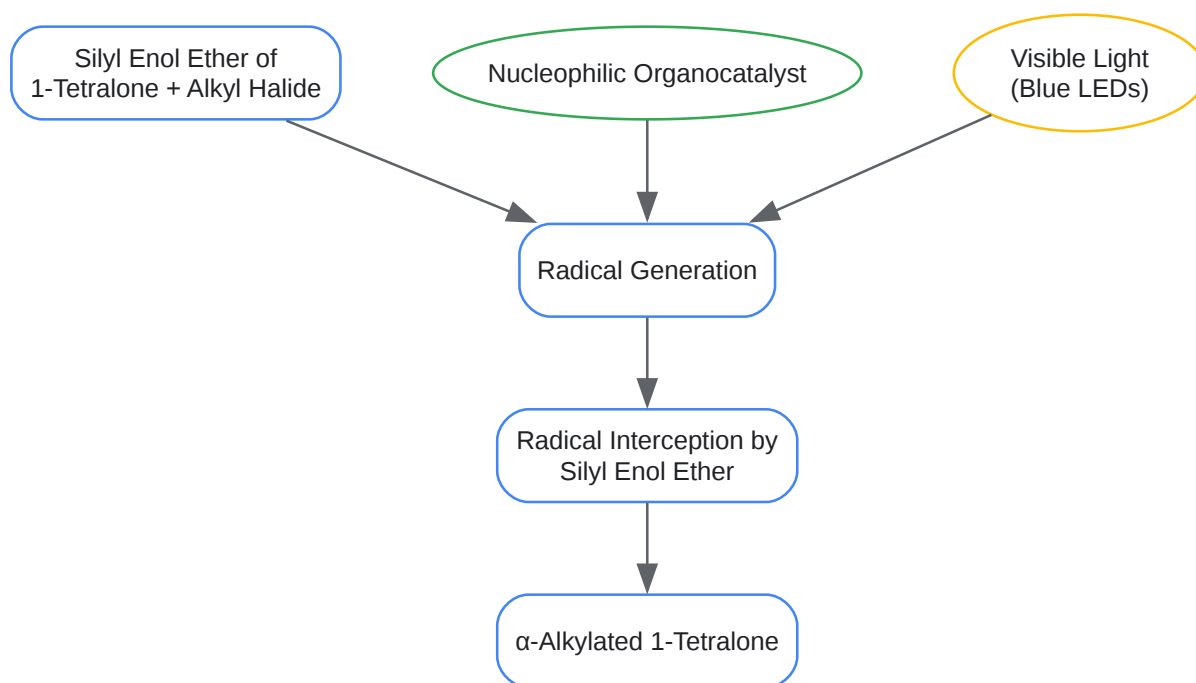 Silyl Enol Ether of
1-Tetralone + Alkyl Halide
Nucleophilic Organocatalyst
Visible Light
(Blue LEDs)
Radical Generation
Radical Interception by
Silyl Enol Ether
α-Alkylated 1-Tetralone